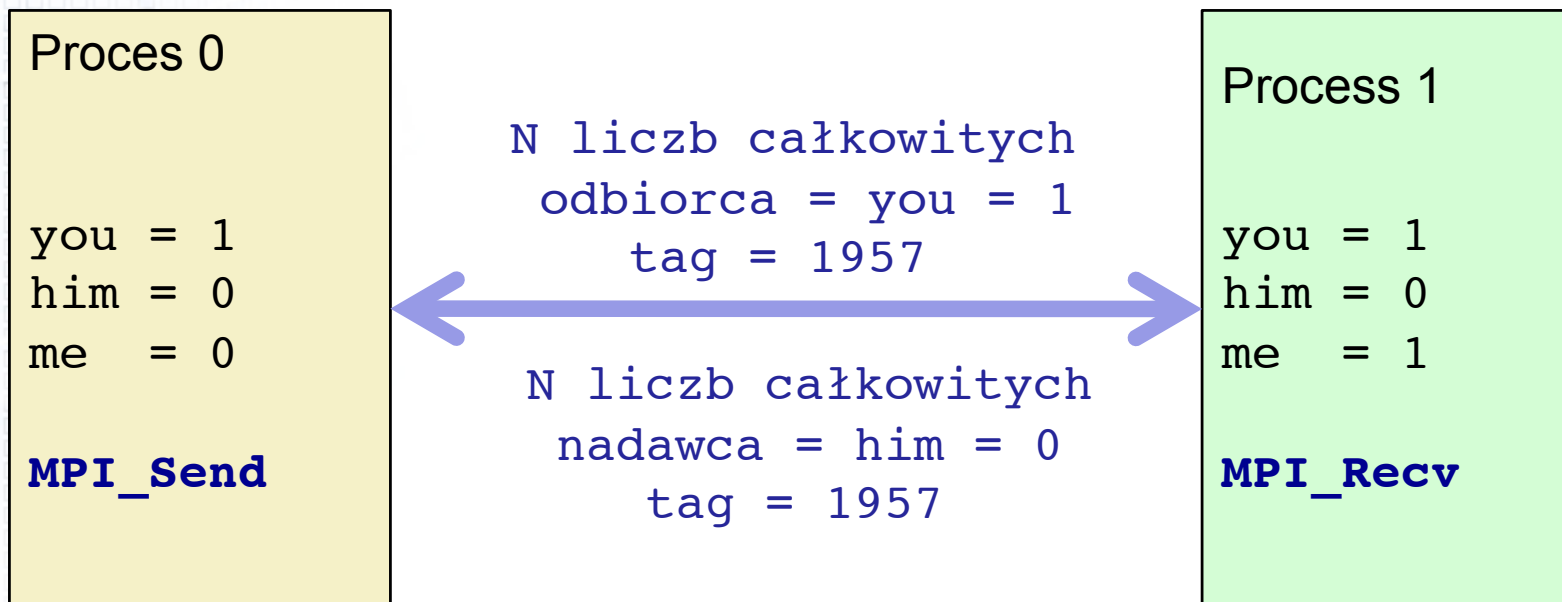 Proces 0
you = 1
him = 0
me  = 0
MPI_Send
N liczb całkowitych
odbiorca = you = 1
tag = 1957
N liczb całkowitych
nadawca = him = 0
tag = 1957
Process 1
you = 1
him = 0
me  = 1
MPI_Recv